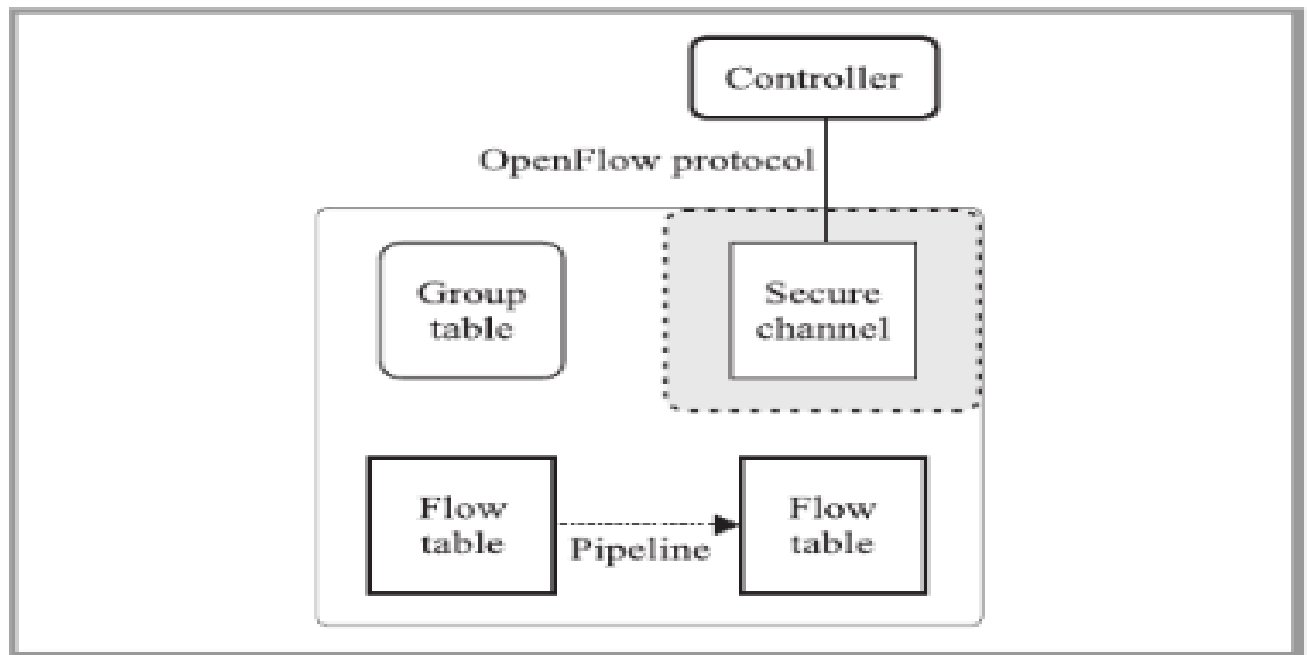 Controller
OpenFlow protocol
Group
table
Secure
channel
Flow
table
Pipeline
Flow
table